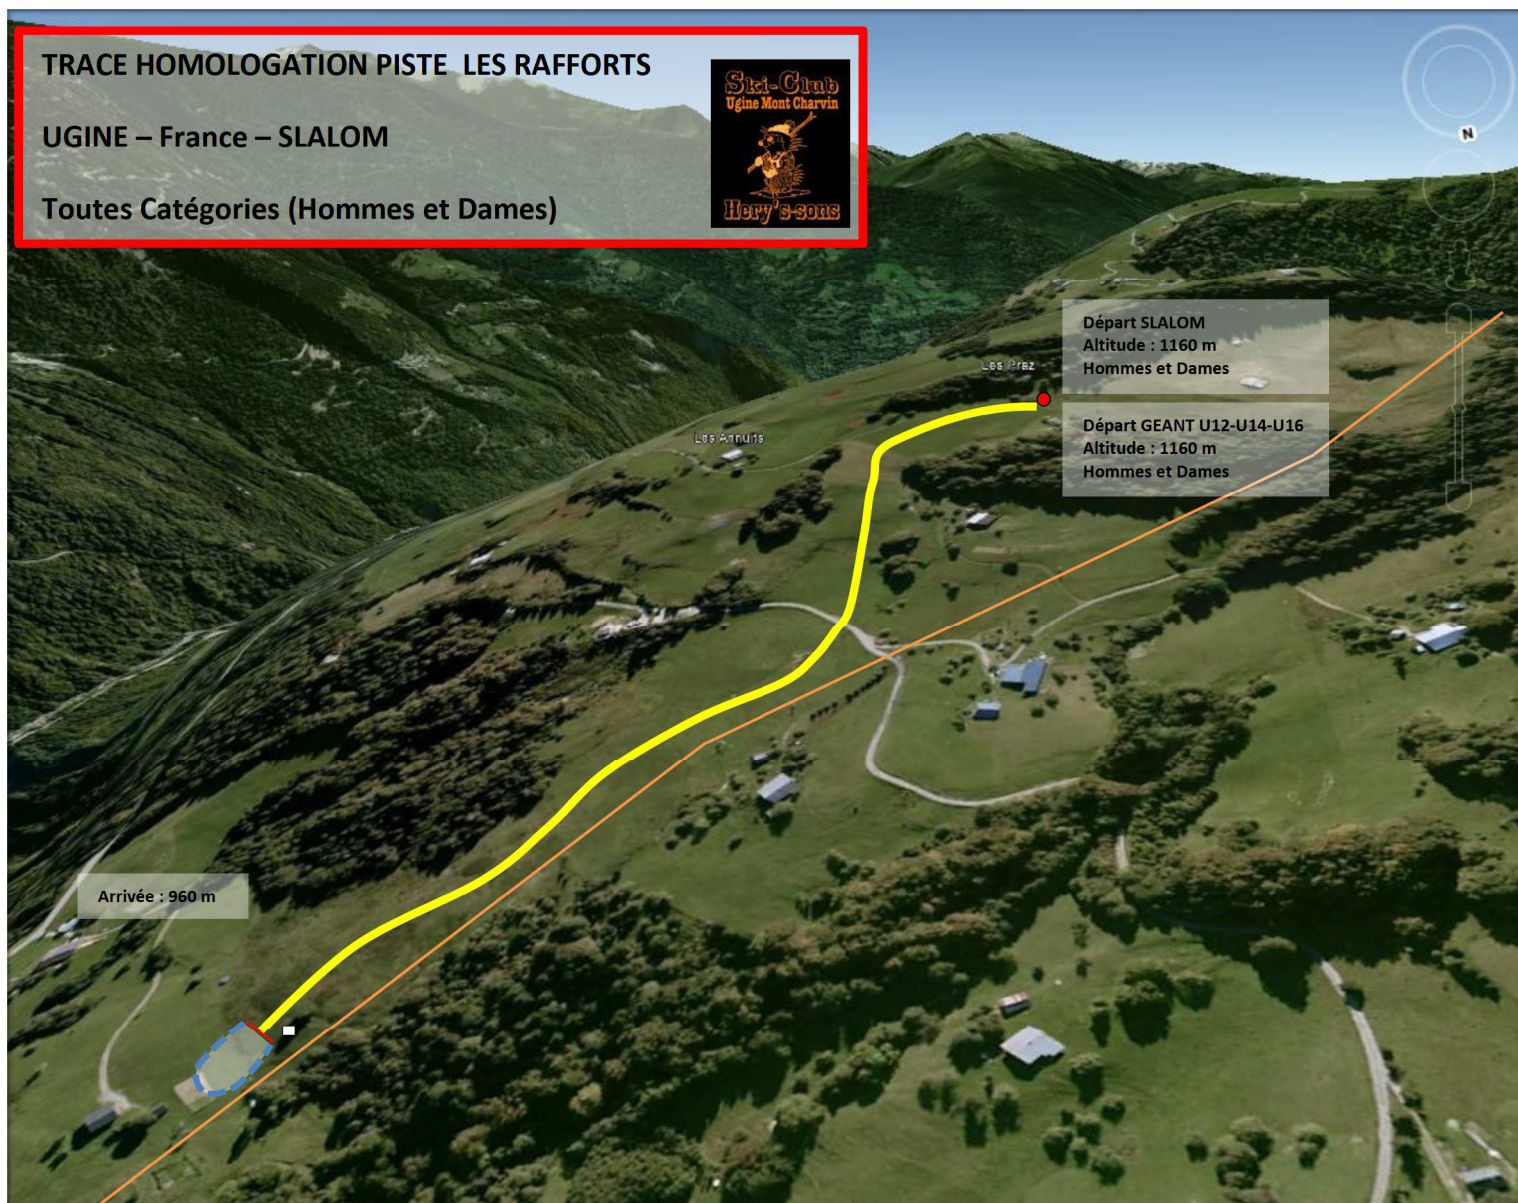 TRACE HOMOLOGATION PISTE LES RAFFORTS
UGINE – France – SLALOM
Toutes Catégories (Hommes et Dames)
Ski-Club
Ugine Mont Charvin
Hery's-sons
N
Départ SLALOM
Altitude : 1160 m
Hommes et Dames
Les Praz
Départ GEANT U12-U14-U16
Altitude : 1160 m
Hommes et Dames
Les Annuits
Arrivée : 960 m